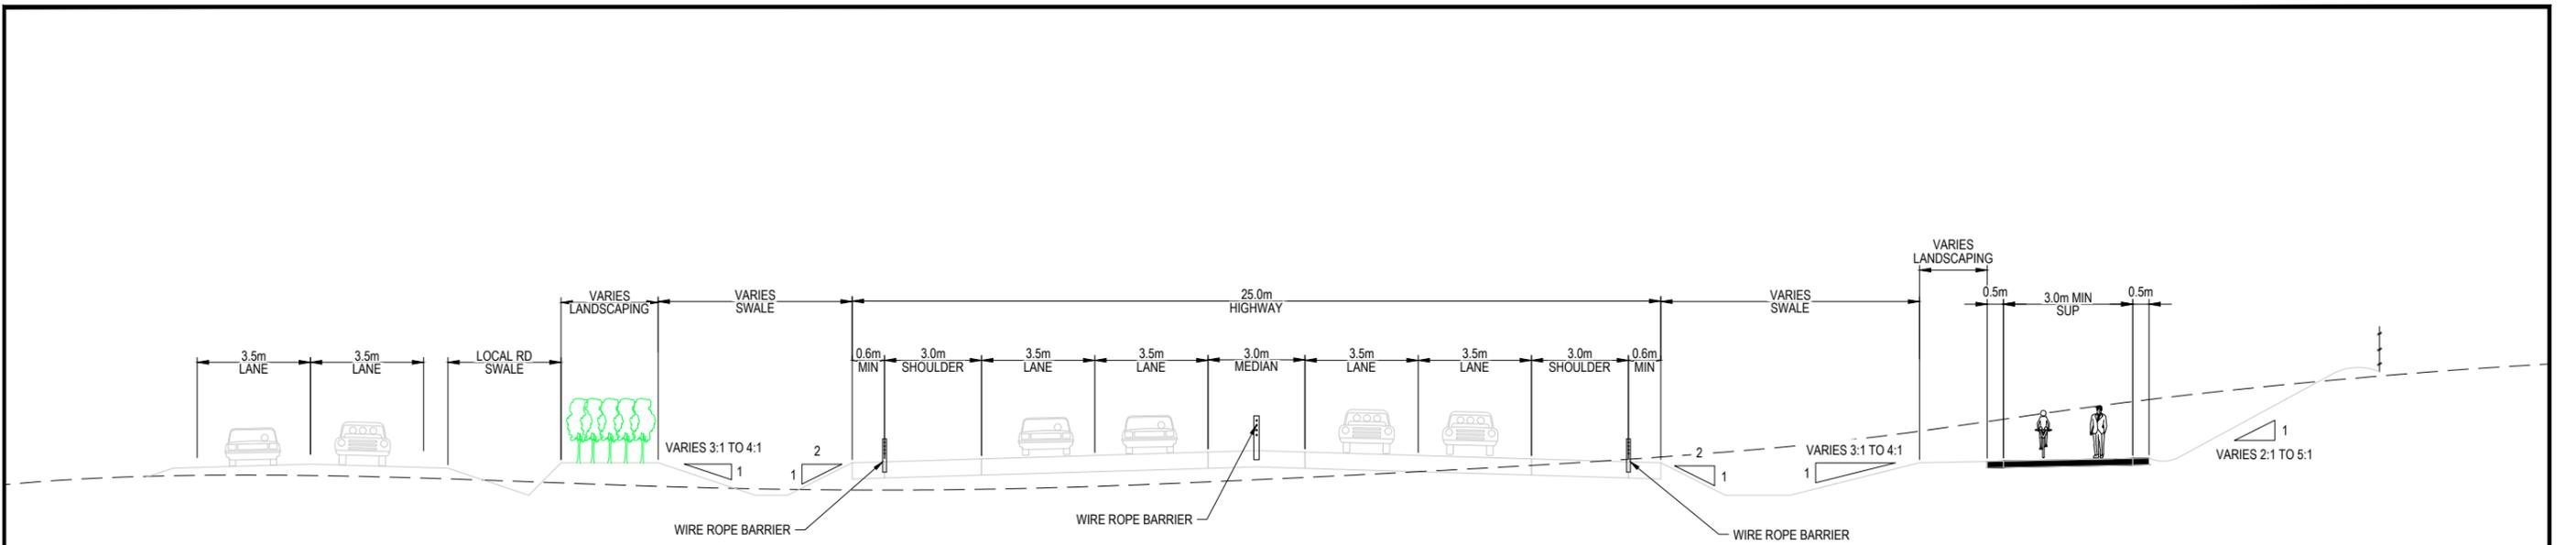 VARIES
LANDSCAPING
VARIES
LANDSCAPING
VARIES
SWALE
25.0m
HIGHWAY
VARIES
SWALE
0.5m
3.0m MIN
SUP
0.5m
3.5m
LANE
3.5m
LANE
LOCAL RD
SWALE
0.6m
MIN
3.0m
SHOULDER
3.5m
LANE
3.5m
LANE
3.0m
MEDIAN
3.5m
LANE
3.5m
LANE
3.0m
SHOULDER
0.6m
MIN
VARIES 3:1 TO 4:1
1
2
1
2
1
VARIES 3:1 TO 4:1
1
1
VARIES 2:1 TO 5:1
WIRE ROPE BARRIER
WIRE ROPE BARRIER
WIRE ROPE BARRIER